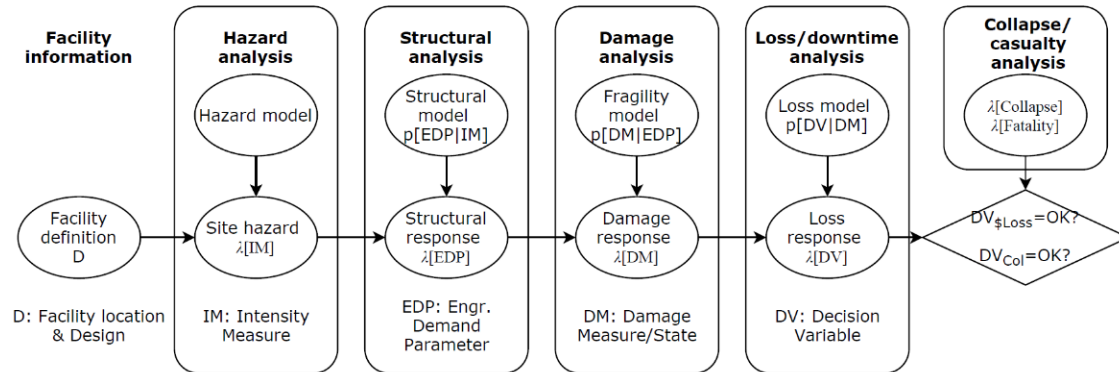 Facility
information
Hazard
analysis
Structural
analysis
Damage
analysis
Loss/downtime
analysis
Collapse/
casualty
analysis
Hazard model
Structural
model
p[EDP|IM]
Fragility
model
p[DM|EDP]
Loss model
p[DV|DM]
λ[Collapse]
λ[Fatality]
Facility
definition
D
Site hazard
λ[IM]
Structural
response
λ[EDP]
Damage
response
λ[DM]
Loss
response
λ[DV]
DV$Loss=OK?
DVCol=OK?
D: Facility location
& Design
IM: Intensity
Measure
EDP: Engr.
Demand
Parameter
DM: Damage
Measure/State
DV: Decision
Variable